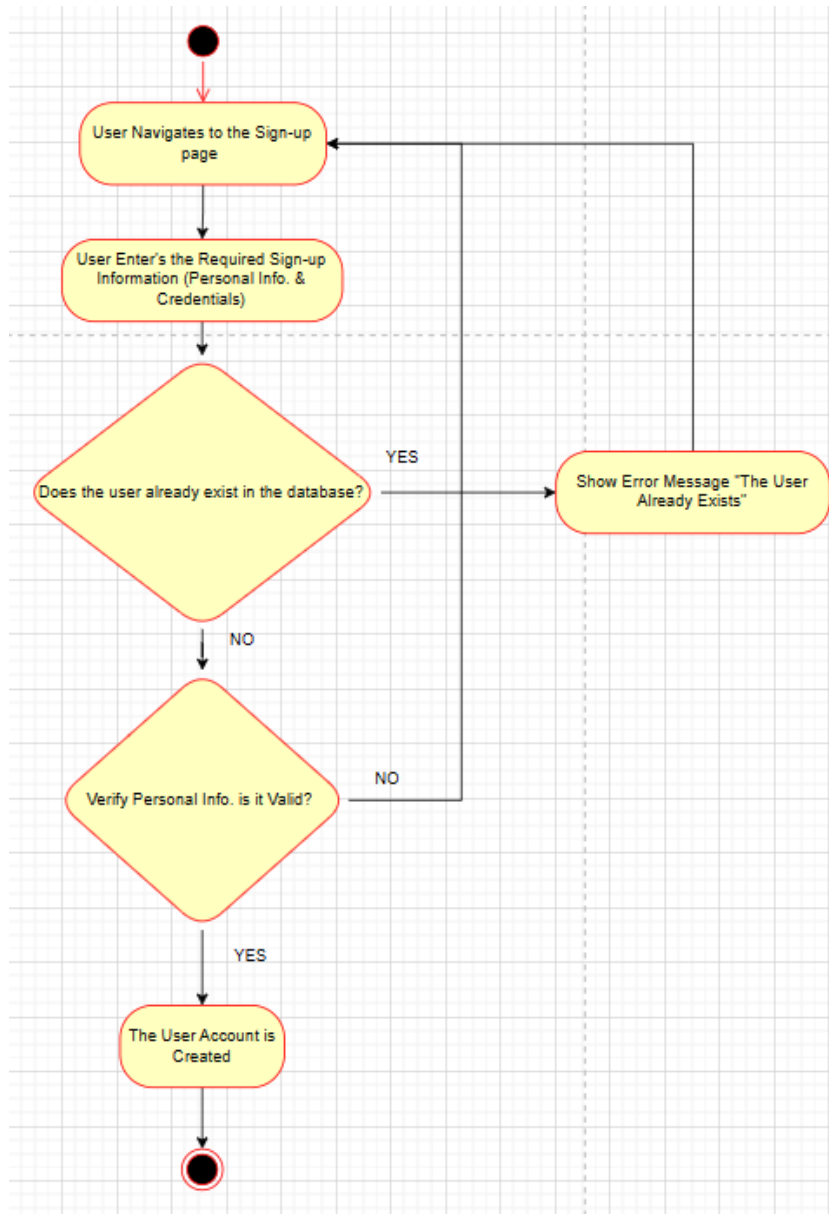 User Navigates to the Sign-up
page
User Enter's the Required Sign-up
Information (Personal Info. &
Credentials)
Does the user already exist in the database?
YES
Show Error Message "The User
Already Exists"
NO
Verify Personal Info. is it Valid?
NO
YES
The User Account is
Created